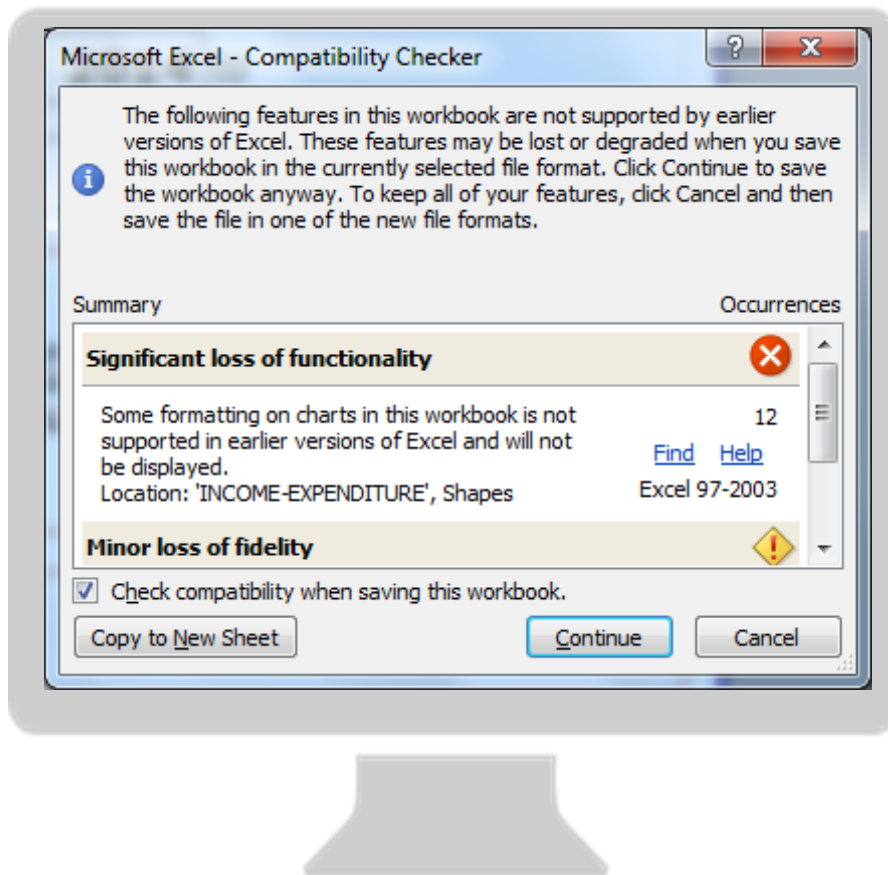 Microsoft Excel - Compatibility Checker
The following features in this workbook are not supported by earlier
versions of Excel. These features may be lost or degraded when you save
this workbook in the currently selected file format. Click Continue to save
the workbook anyway. To keep all of your features, click Cancel and then
save the file in one of the new file formats.
Summary Occurrences
Significant loss of functionality
Some formatting on charts in this workbook is not 12
supported in earlier versions of Excel and will not
be displayed. Find Help
Location: 'INCOME-EXPENDITURE', Shapes Excel 97-2003
Minor loss of fidelity
Check compatibility when saving this workbook.
Copy to New Sheet Continue Cancel